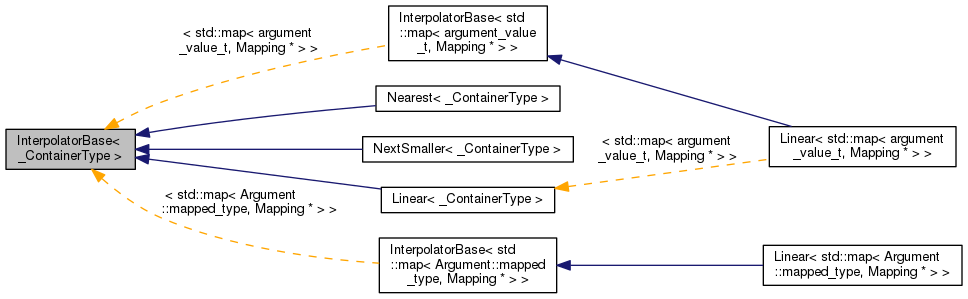 InterpolatorBase<
_ContainerType >
< std::map< argument
_value_t, Mapping * > >
InterpolatorBase< std
::map< argument_value
_t, Mapping * > >
Nearest< _ContainerType >
NextSmaller< _ContainerType >
Linear< _ContainerType >
< std::map< Argument
::mapped_type, Mapping * > >
InterpolatorBase< std
::map< Argument::mapped
_type, Mapping * > >
< std::map< argument
_value_t, Mapping * > >
Linear< std::map< argument
_value_t, Mapping * > >
Linear< std::map< Argument
::mapped_type, Mapping * > >